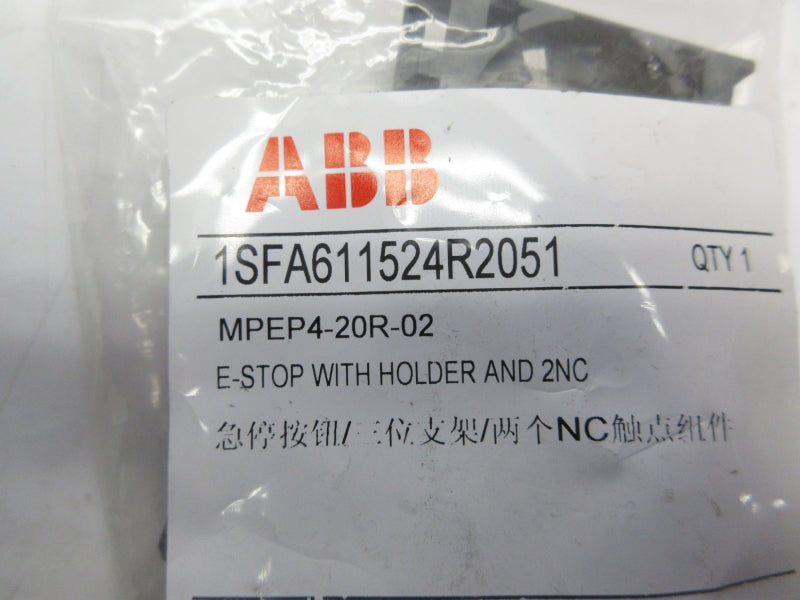 ABB
1SFA611524R2051 QTY 1
MPEP4-20R-02
E-STOP WITH HOLDER AND 2NC
急停按钮/三位支架/两个NC触点组件